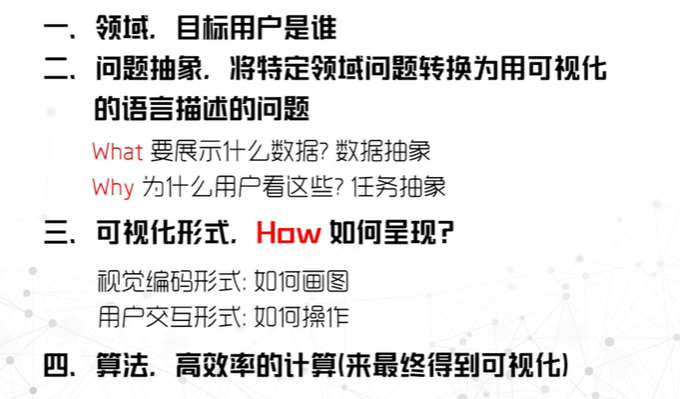 一、领域，目标用户是谁
二、问题抽象，将特定领域问题转换为用可视化
的语言描述的问题
What 要展示什么数据? 数据抽象
Why 为什么用户看这些? 任务抽象
三、可视化形式，How 如何呈现?
视觉编码形式: 如何画图
用户交互形式: 如何操作
四、算法，高效率的计算(来最终得到可视化)